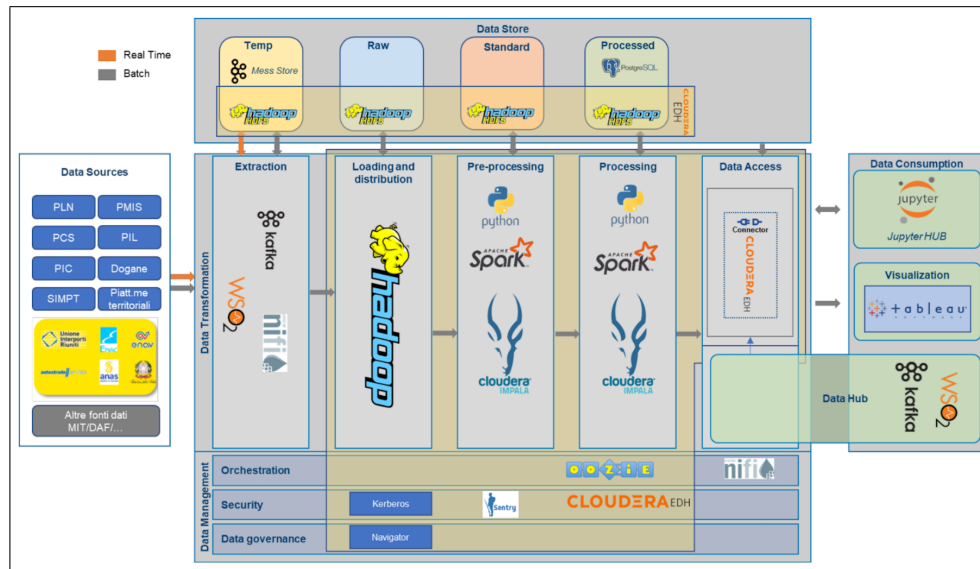 Real Time
Batch
Data Store
Temp
Mess Store
hadoop
HDFS
Raw
hadoop
HDFS
Standard
hadoop
HDFS
Processed
PostgreSQL
hadoop
HDFS
CLOUDERA
EDH
Data Sources
PLN
PMIS
PCS
PIL
PIC
Dogane
SIMPT
Piatt.me
territoriali
Unione
Interporti
Riuniti
Enac
enav
anas
Altre fonti dati
MIT/DAF/…
Data Transformation
Extraction
kafka
WSO2
nifi
Loading and
distribution
hadoop
Pre-processing
python
APACHE
Spark
cloudera
IMPALA
Processing
python
APACHE
Spark
cloudera
IMPALA
Data Access
Connector
CLOUDERA
EDH
Data Consumption
jupyter
JupyterHUB
Visualization
+ableau
SOFTWARE
Data Hub
kafka
WSO2
Data Management
Orchestration
OOZiE
nifi
Security
Kerberos
Sentry
CLOUDERA EDH
Data governance
Navigator